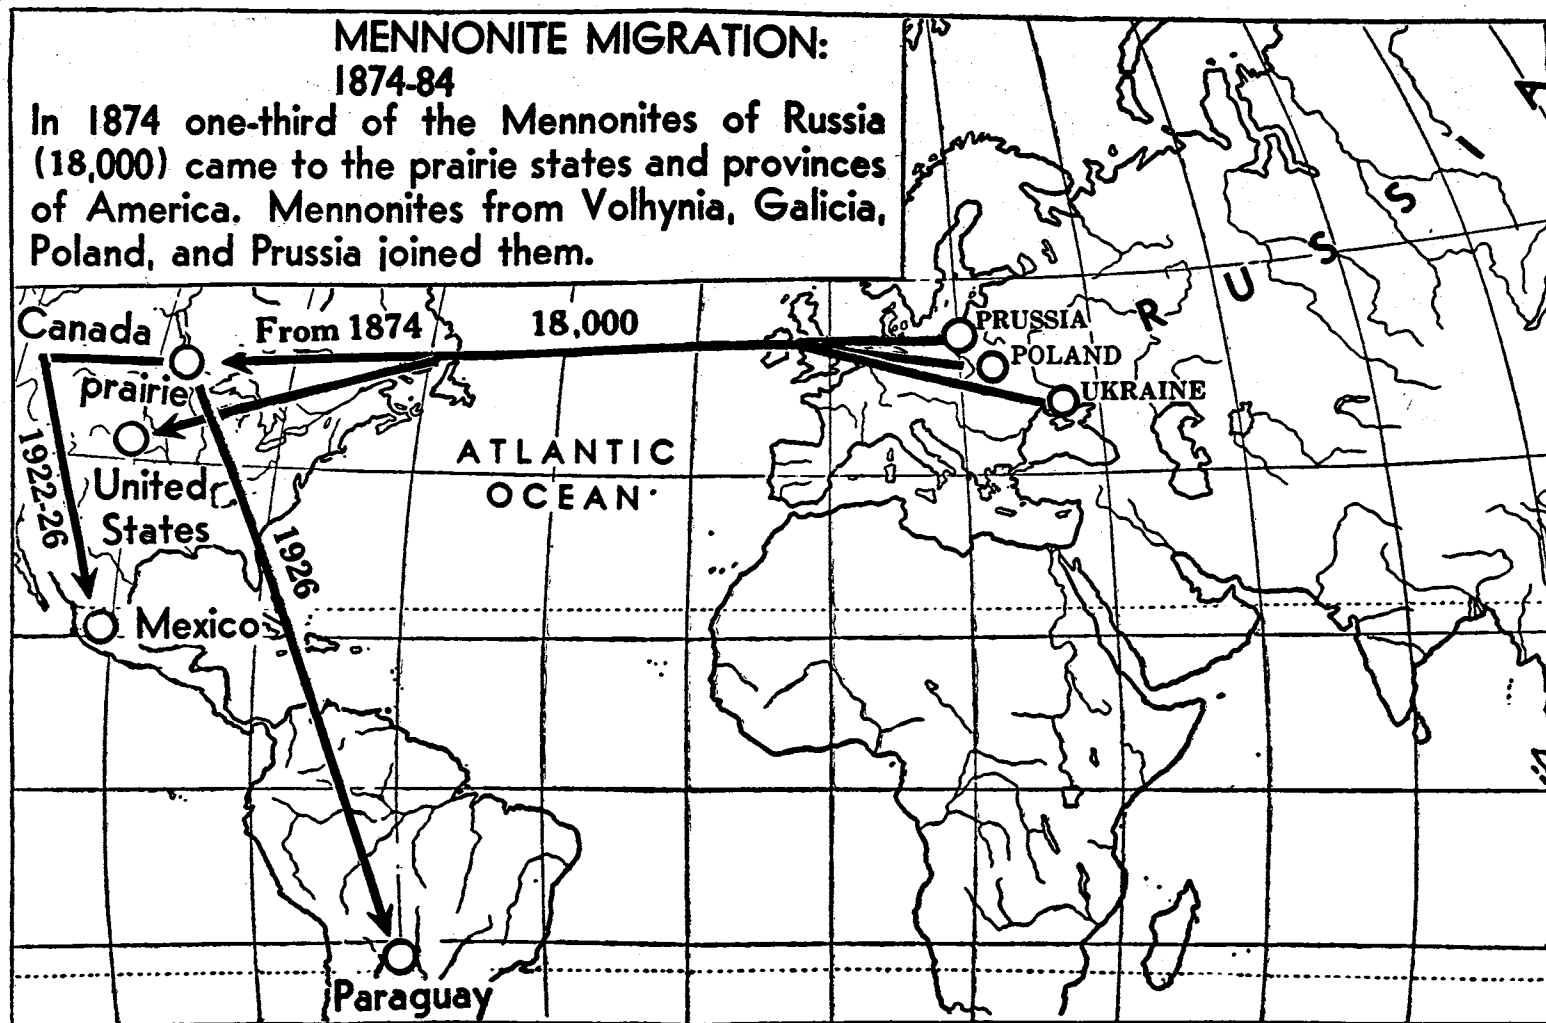 MENNONITE MIGRATION:
1874-84
In 1874 one-third of the Mennonites of Russia
(18,000) came to the prairie states and provinces
of America. Mennonites from Volhynia, Galicia,
Poland, and Prussia joined them.
RUSSIA
Canada
From 1874
18,000
PRUSSIA
POLAND
UKRAINE
prairie
ATLANTIC
OCEAN
1922-26
United
States
1926
Mexico
Paraguay